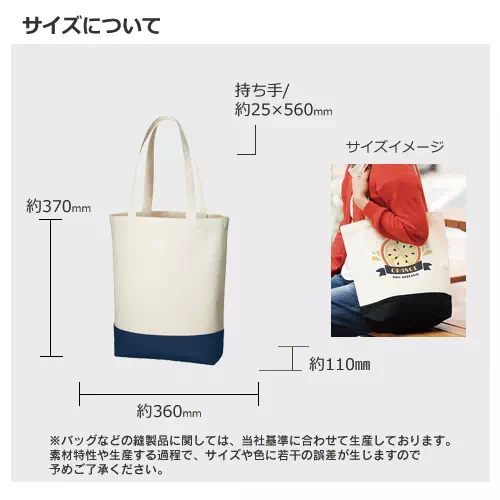 サイズについて
持ち手/
約25×560mm
サイズイメージ
約370mm
ORANGE
約110㎜
約360mm
※バッグなどの縫製品に関しては、当社基準に合わせて生産しております。
素材特性や生産する過程で、サイズや色に若干の誤差が生じますので
予めご了承ください。